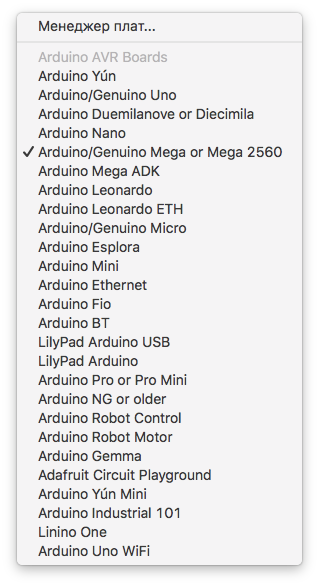 Менеджер плат...
Arduino AVR Boards
Arduino Yún
Arduino/Genuino Uno
Arduino Duemilanove or Diecimila
Arduino Nano
✓ Arduino/Genuino Mega or Mega 2560
Arduino Mega ADK
Arduino Leonardo
Arduino Leonardo ETH
Arduino/Genuino Micro
Arduino Esplora
Arduino Mini
Arduino Ethernet
Arduino Fio
Arduino BT
LilyPad Arduino USB
LilyPad Arduino
Arduino Pro or Pro Mini
Arduino NG or older
Arduino Robot Control
Arduino Robot Motor
Arduino Gemma
Adafruit Circuit Playground
Arduino Yún Mini
Arduino Industrial 101
Linino One
Arduino Uno WiFi